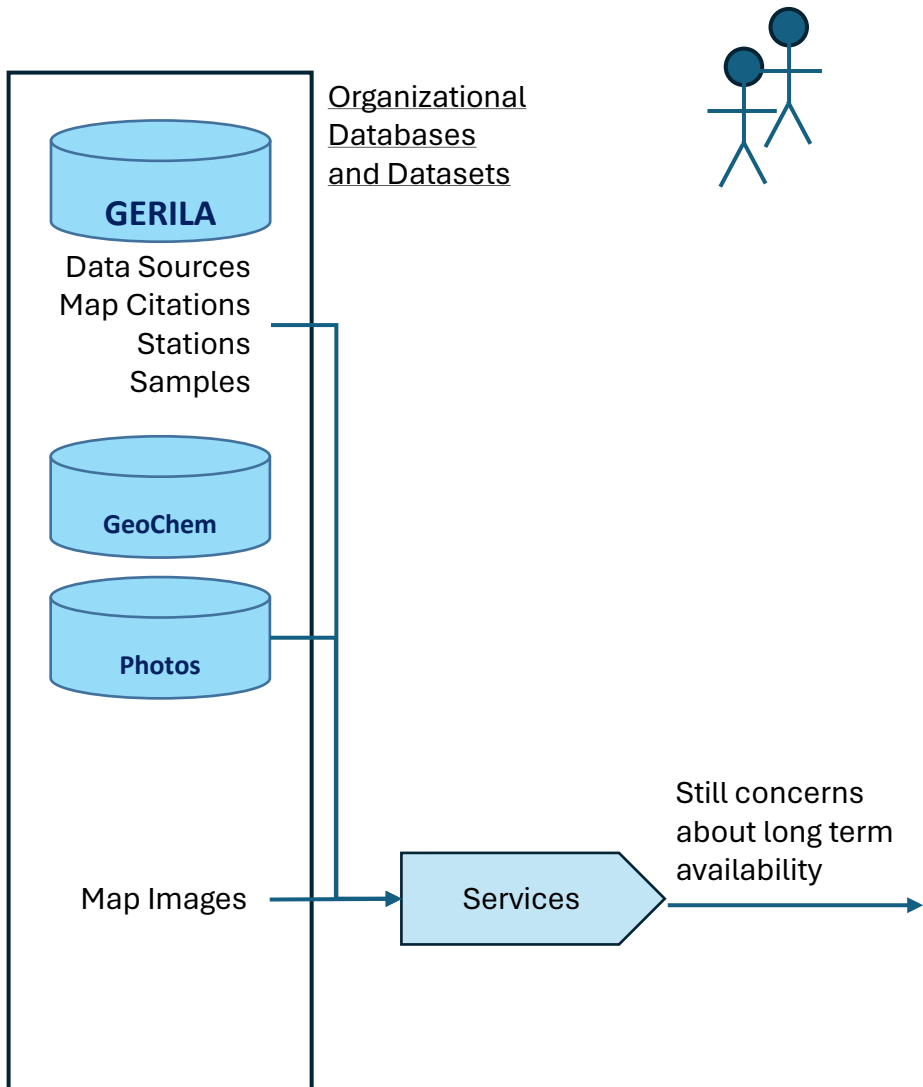 Organizational
Databases
and Datasets
GERILA
Data Sources
Map Citations
Stations
Samples
GeoChem
Photos
Map Images
Services
Still concerns
about long term
availability